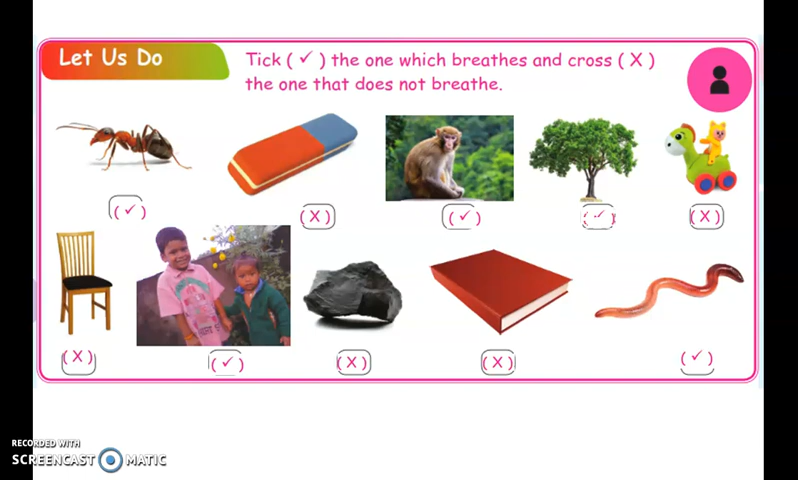 Let Us Do
Tick ( ✓ ) the one which breathes and cross ( X )
the one that does not breathe.
( ✓ ) ( X ) ( ✓ ) ( ✓ ) ( X )
( X ) ( ✓ ) ( X ) ( X ) ( ✓ )
RECORDED WITH
SCREENCAST MATIC